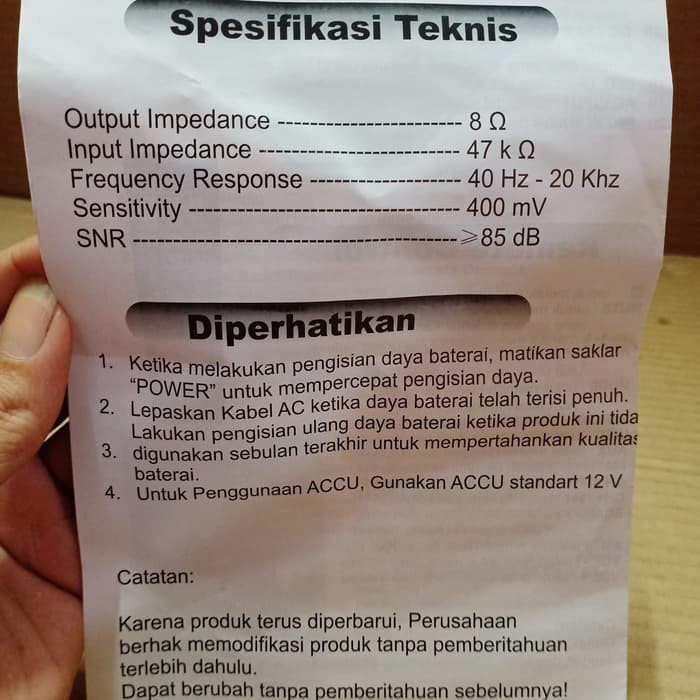 Spesifikasi Teknis
Output Impedance ----------------------- 8 Ω
Input Impedance ------------------------- 47 k Ω
Frequency Response ------------------- 40 Hz - 20 Khz
Sensitivity ---------------------------------- 400 mV
SNR -----------------------------------------⩾85 dB
Diperhatikan
1. Ketika melakukan pengisian daya baterai, matikan saklar
“POWER” untuk mempercepat pengisian daya.
2. Lepaskan Kabel AC ketika daya baterai telah terisi penuh.
Lakukan pengisian ulang daya baterai ketika produk ini tida
3. digunakan sebulan terakhir untuk mempertahankan kualitas
baterai.
4. Untuk Penggunaan ACCU, Gunakan ACCU standart 12 V
Catatan:
Karena produk terus diperbarui, Perusahaan
berhak memodifikasi produk tanpa pemberitahuan
terlebih dahulu.
Dapat berubah tanpa pemberitahuan sebelumnya!